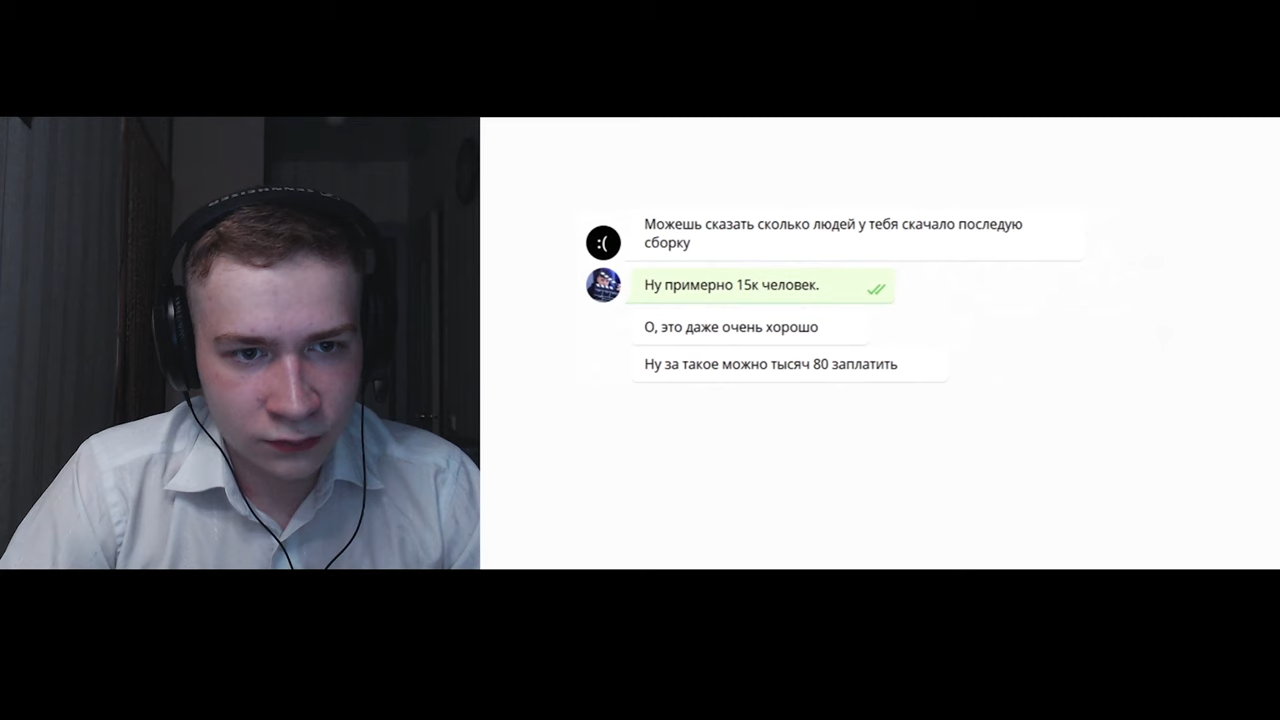 Можешь сказать сколько людей у тебя скачало последую
сборку
:(
Ну примерно 15к человек.
О, это даже очень хорошо
Ну за такое можно тысяч 80 заплатить